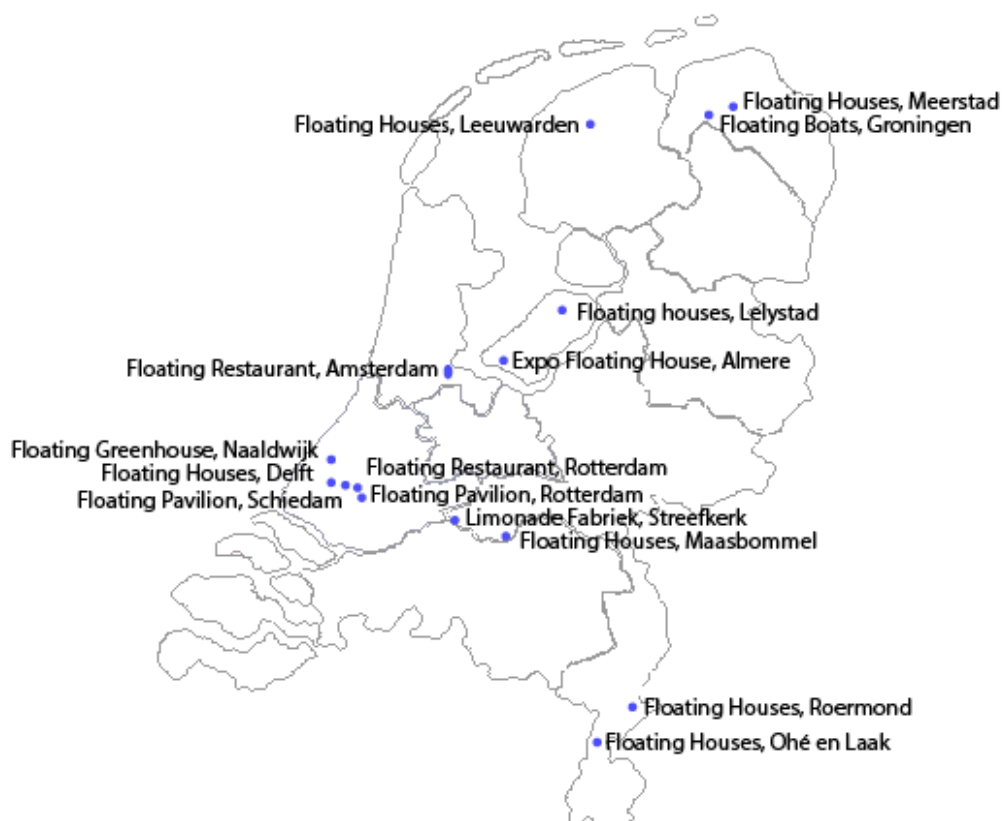 Floating Houses, Meerstad
Floating Houses, Leeuwarden
Floating Boats, Groningen
Floating houses, Lelystad
Expo Floating House, Almere
Floating Restaurant, Amsterdam
Floating Greenhouse, Naaldwijk
Floating Restaurant, Rotterdam
Floating Houses, Delft
Floating Pavilion, Rotterdam
Floating Pavilion, Schiedam
Limonade Fabriek, Streefkerk
Floating Houses, Maasbommel
Floating Houses, Roermond
Floating Houses, Ohé en Laak